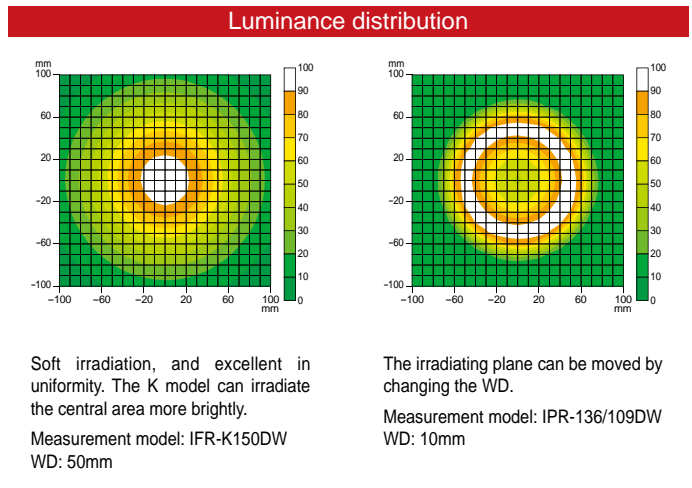 Luminance distribution
mm
100
60
20
−20
−60
−100
−100 −60 −20 20 60 100
mm
100
90
80
70
60
50
40
30
20
10
0
mm
100
60
20
−20
−60
−100
−100 −60 −20 20 60 100
mm
100
90
80
70
60
50
40
30
20
10
0
Soft irradiation, and excellent in
uniformity. The K model can irradiate
the central area more brightly.
Measurement model: IFR-K150DW
WD: 50mm
The irradiating plane can be moved by
changing the WD.
Measurement model: IPR-136/109DW
WD: 10mm